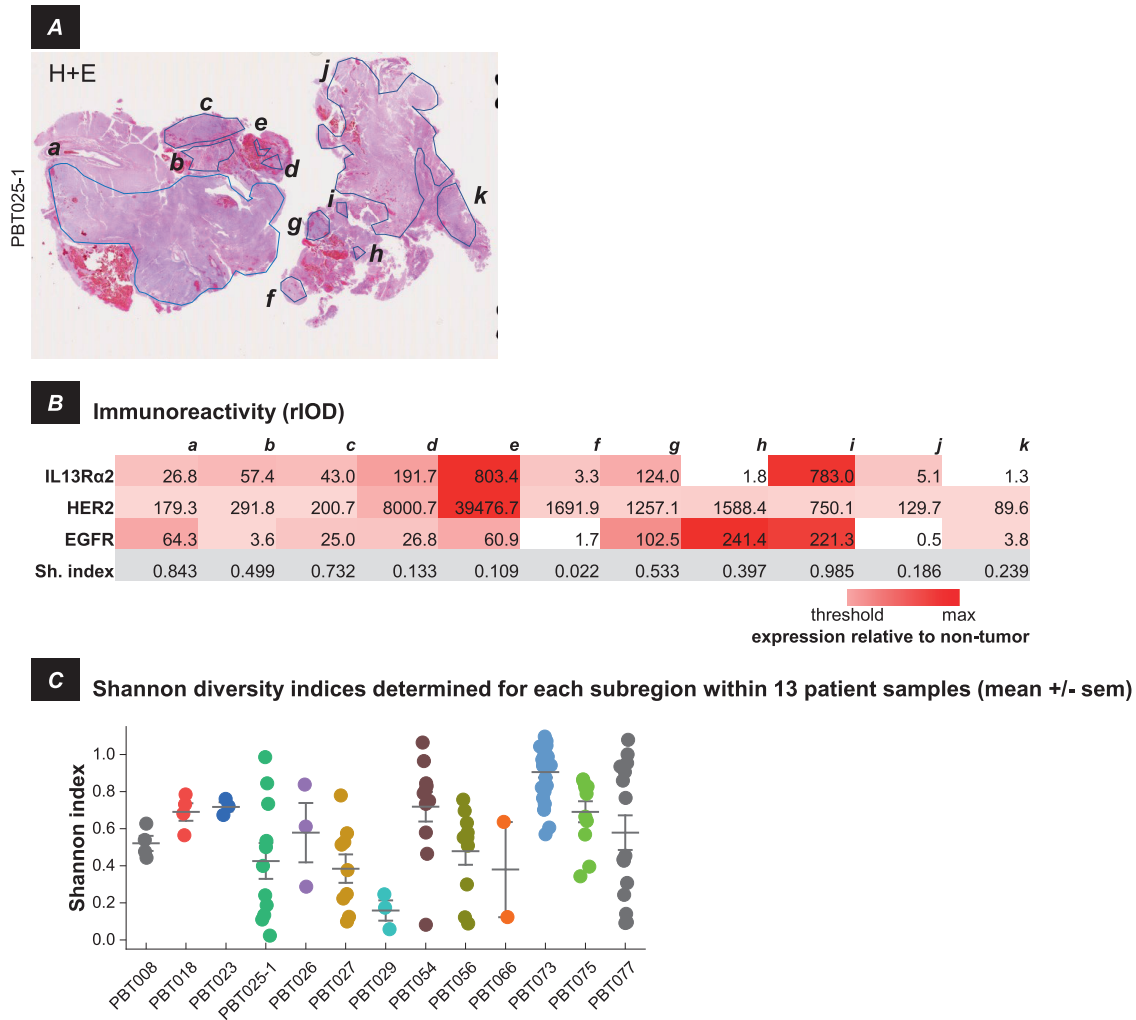 A
H+E
PBT025-1
a
b
c
d
e
f
g
h
i
j
k
B
Immunoreactivity (rIOD)
a b c d e f g h i j k
IL13Rα2 26.8 57.4 43.0 191.7 803.4 3.3 124.0 1.8 783.0 5.1 1.3
HER2 179.3 291.8 200.7 8000.7 39476.7 1691.9 1257.1 1588.4 750.1 129.7 89.6
EGFR 64.3 3.6 25.0 26.8 60.9 1.7 102.5 241.4 221.3 0.5 3.8
Sh. index 0.843 0.499 0.732 0.133 0.109 0.022 0.533 0.397 0.985 0.186 0.239
threshold max
expression relative to non-tumor
C
Shannon diversity indices determined for each subregion within 13 patient samples (mean +/- sem)
Shannon index
1.0
0.8
0.6
0.4
0.2
0.0
PBT008
PBT018
PBT023
PBT025-1
PBT026
PBT027
PBT029
PBT054
PBT056
PBT066
PBT073
PBT075
PBT077